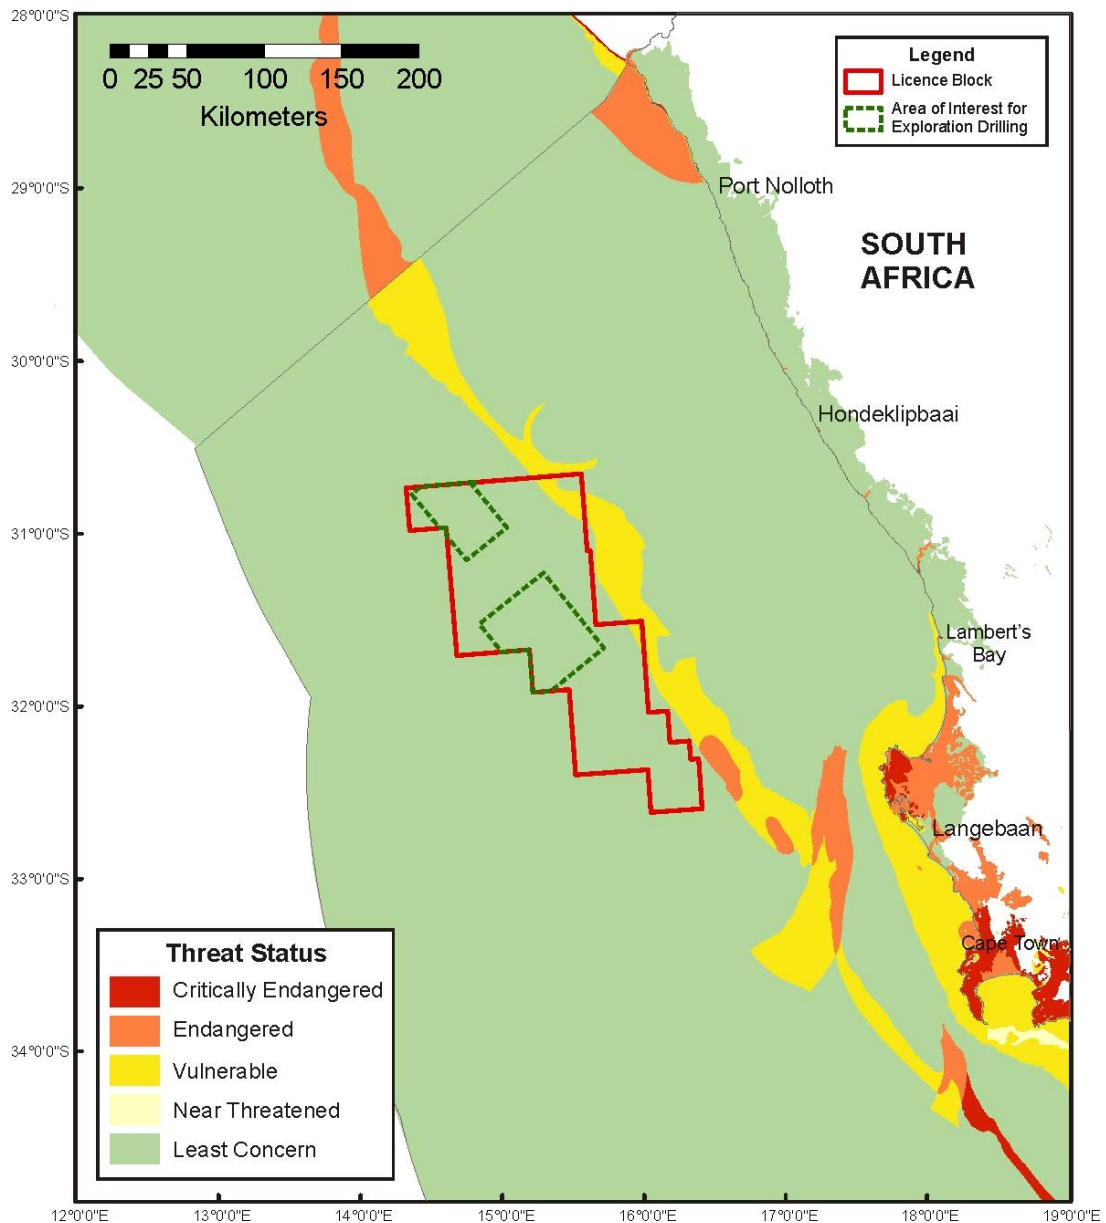 28°0'0"S
0 25 50 100 150 200
Kilometers
Legend
Licence Block
Area of Interest for
Exploration Drilling
29°0'0"S
Port Nolloth
SOUTH
AFRICA
30°0'0"S
Hondeklipbaai
31°0'0"S
Lambert's
Bay
32°0'0"S
Langebaan
33°0'0"S
Cape Town
Threat Status
Critically Endangered
Endangered
Vulnerable
Near Threatened
Least Concern
34°0'0"S
12°0'0"E 13°0'0"E 14°0'0"E 15°0'0"E 16°0'0"E 17°0'0"E 18°0'0"E 19°0'0"E